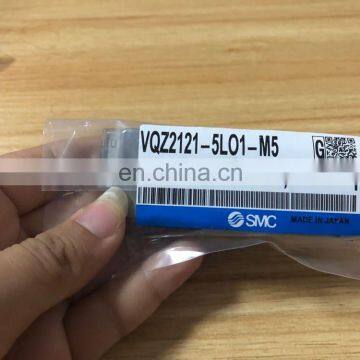 VQZ2121-5LO1-M5
G
en.china.cn
SMC
MADE IN JAPAN